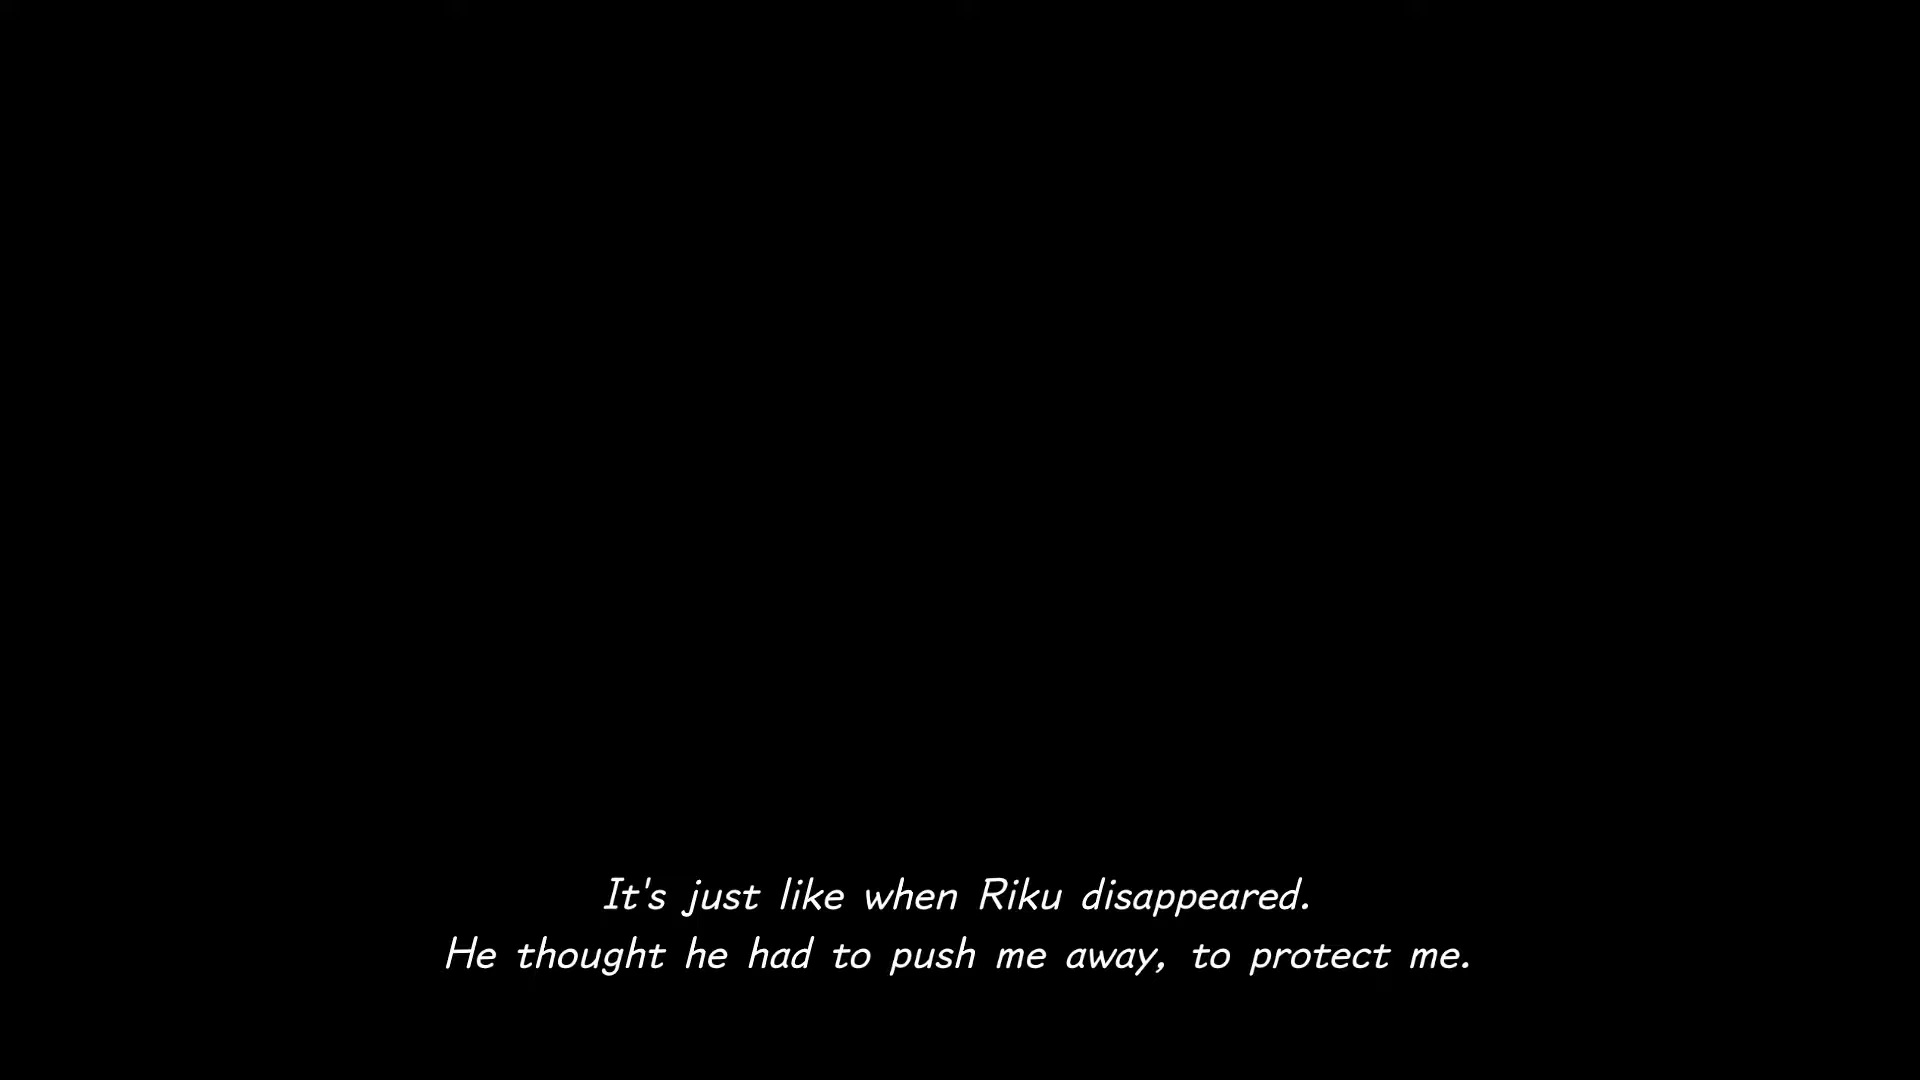 It's just like when Riku disappeared.
He thought he had to push me away, to protect me.